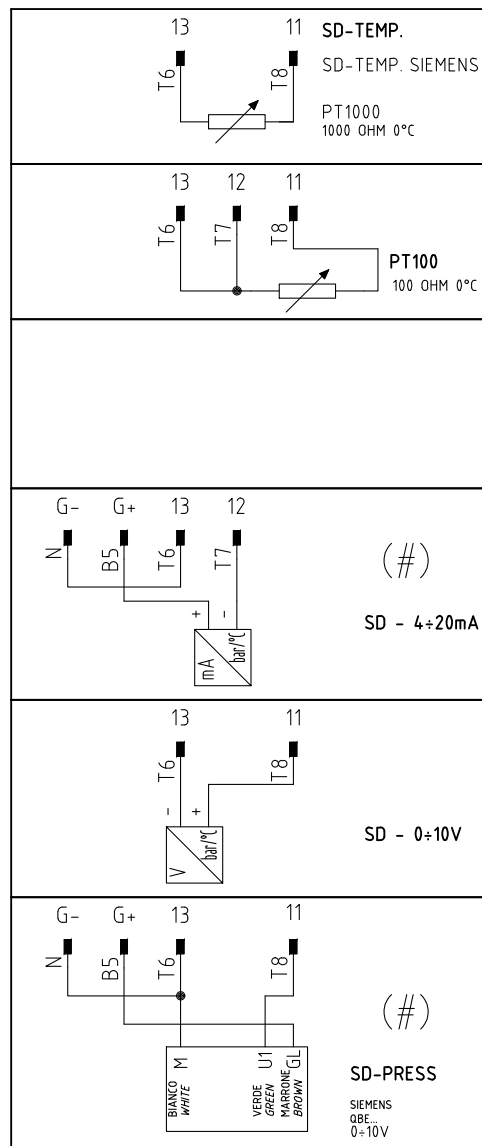 13 11 SD-TEMP.
T6 T8 SD-TEMP. SIEMENS
PT1000
1000 OHM 0°C
13 12 11
T6 T7 T8
PT100
100 OHM 0°C
G- G+ 13 12
N B5 T6 T7
(#)
+ -
SD - 4÷20mA
mA bar/°C
13 11
T6 T8
- +
SD - 0÷10V
V bar/°C
G- G+ 13 11
N B5 T6 T8
(#)
M U1 GL
BIANCO
WHITE
VERDE
GREEN
MARRONE
BROWN
SD-PRESS
SIEMENS
QBE...
0÷10V